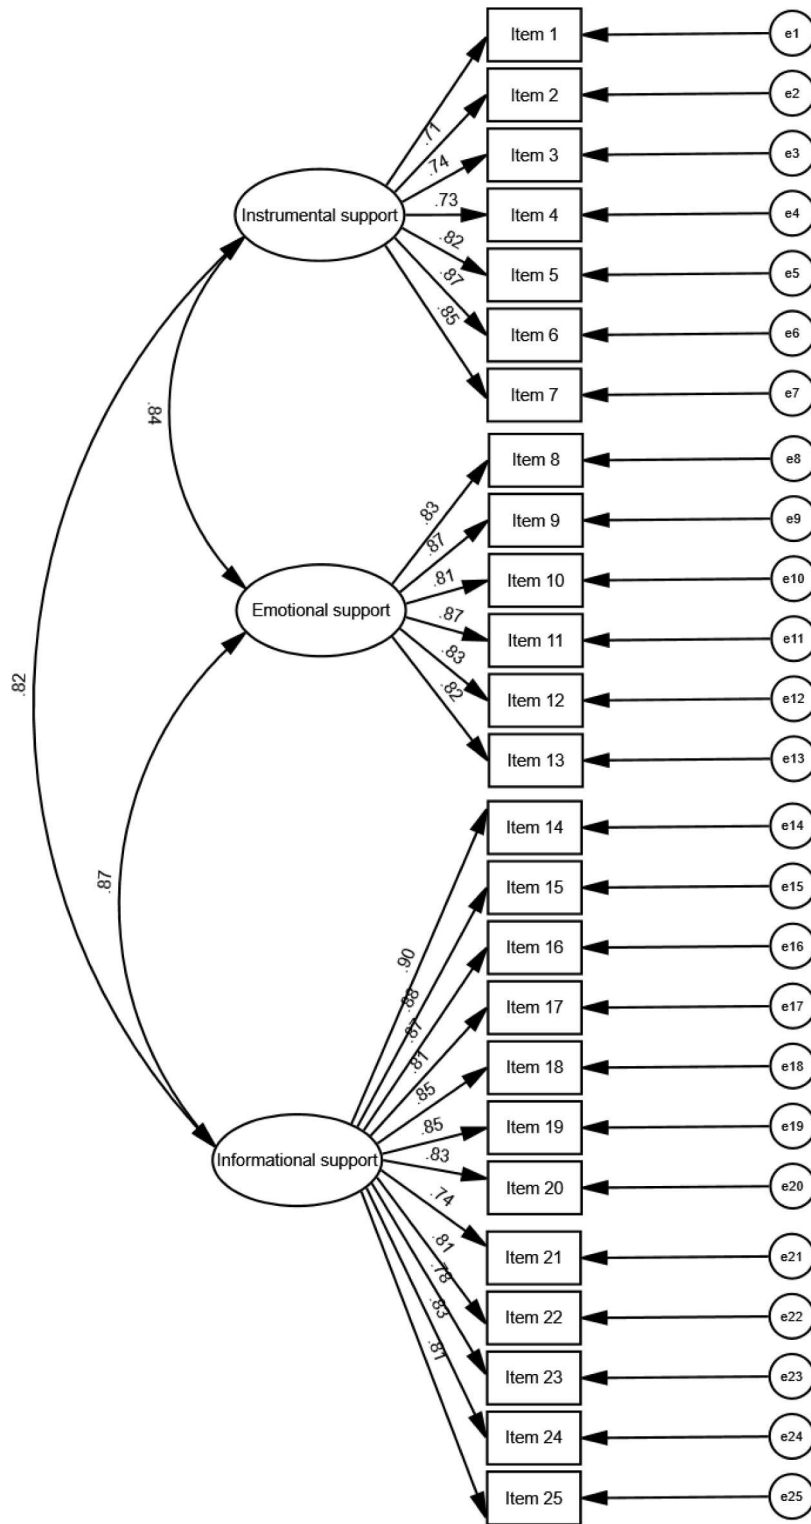 Item 1
e1
.71
Item 2
e2
.74
Item 3
e3
Instrumental support
.73
Item 4
e4
.82
Item 5
e5
.87
Item 6
e6
.85
Item 7
e7
.84
Item 8
e8
.83
Item 9
e9
.87
Item 10
e10
.81
Emotional support
.87
Item 11
e11
.83
Item 12
e12
.82
Item 13
e13
.82
.87
Item 14
e14
Item 15
e15
.90
Item 16
e16
.88
Item 17
e17
.87
.81
Item 18
e18
.85
Item 19
e19
.85
Informational support
.83
Item 20
e20
.74
Item 21
e21
.81
.78
Item 22
e22
.83
Item 23
e23
.81
Item 24
e24
Item 25
e25